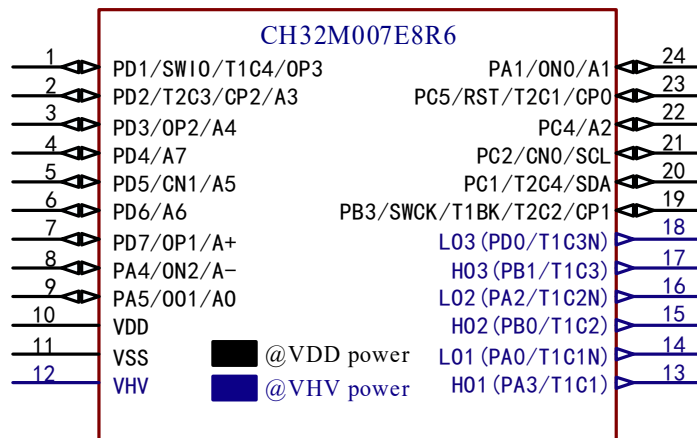 CH32M007E8R6
1 PD1/SWIO/T1C4/OP3 PA1/ON0/A1 24
2 PD2/T2C3/CP2/A3 PC5/RST/T2C1/CP0 23
3 PD3/OP2/A4 PC4/A2 22
4 PD4/A7 PC2/CN0/SCL 21
5 PD5/CN1/A5 PC1/T2C4/SDA 20
6 PD6/A6 PB3/SWCK/T1BK/T2C2/CP1 19
7 PD7/OP1/A+ LO3(PD0/T1C3N) 18
8 PA4/ON2/A- HO3(PB1/T1C3) 17
9 PA5/OO1/AO LO2(PA2/T1C2N) 16
10 VDD HO2(PB0/T1C2) 15
11 VSS @VDD power LO1(PA0/T1C1N) 14
12 VHV @VHV power HO1(PA3/T1C1) 13